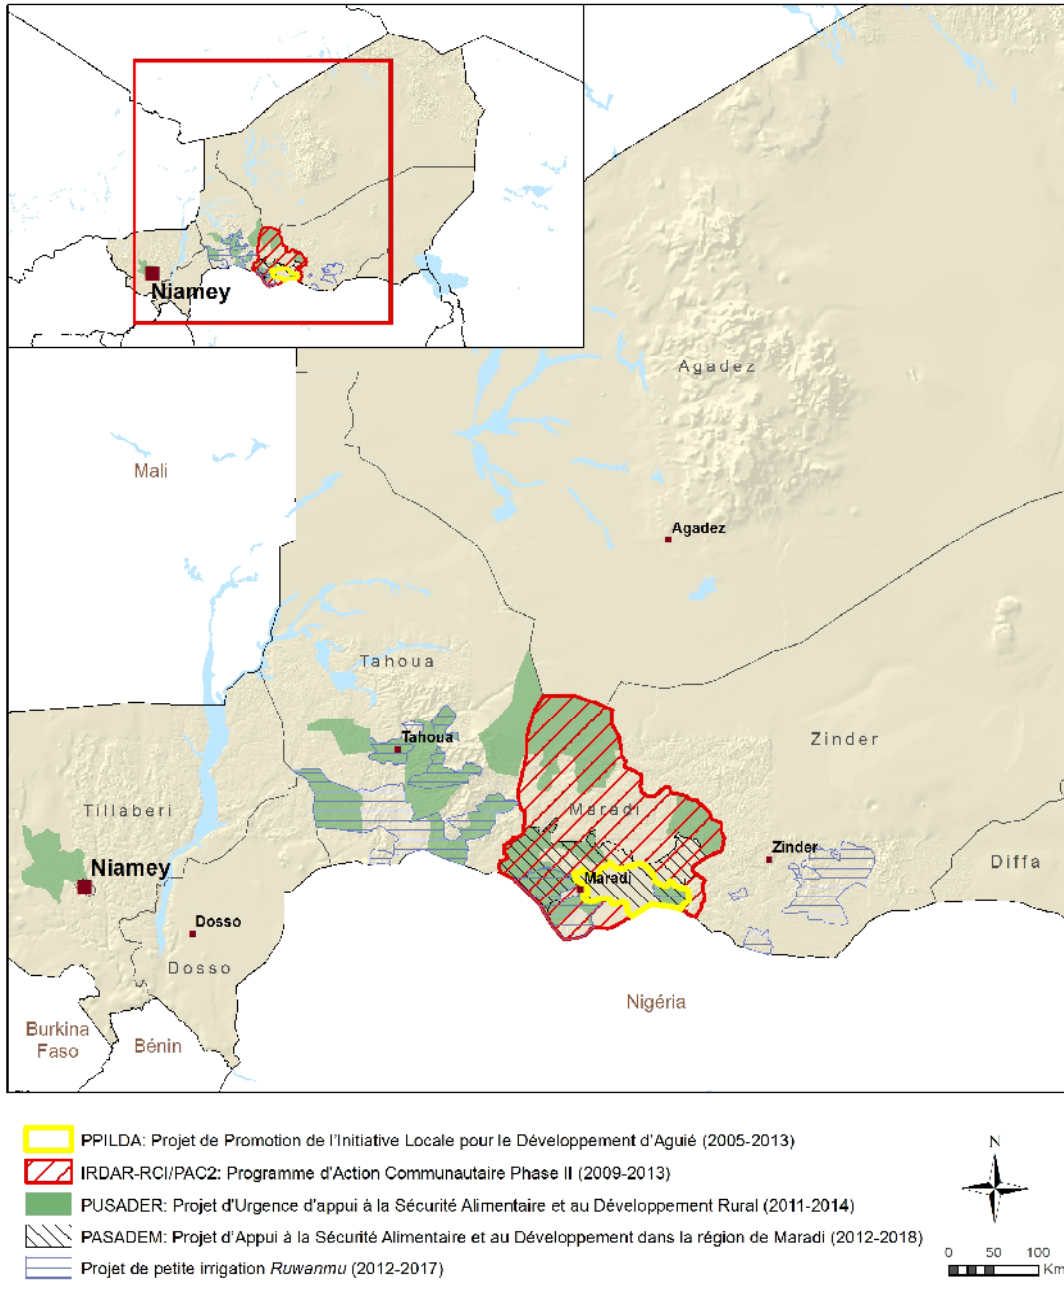 Niamey
Agadez
Mali
Agadez
Tahoua
Tahoua
Zinder
Tillaberi
Maradi
Niamey
Zinder
Diffa
Maradi
Dosso
Dosso
Nigéria
Burkina
Faso
Bénin
PPILDA: Projet de Promotion de l'Initiative Locale pour le Développement d'Aguié (2005-2013)
IRDAR-RCI/PAC2: Programme d'Action Communautaire Phase II (2009-2013)
PUSADER: Projet d'Urgence d'appui à la Sécurité Alimentaire et au Développement Rural (2011-2014)
PASADEM: Projet d'Appui à la Sécurité Alimentaire et au Développement dans la région de Maradi (2012-2018)
Projet de petite irrigation Ruwanmu (2012-2017)
N
0 50 100
Km